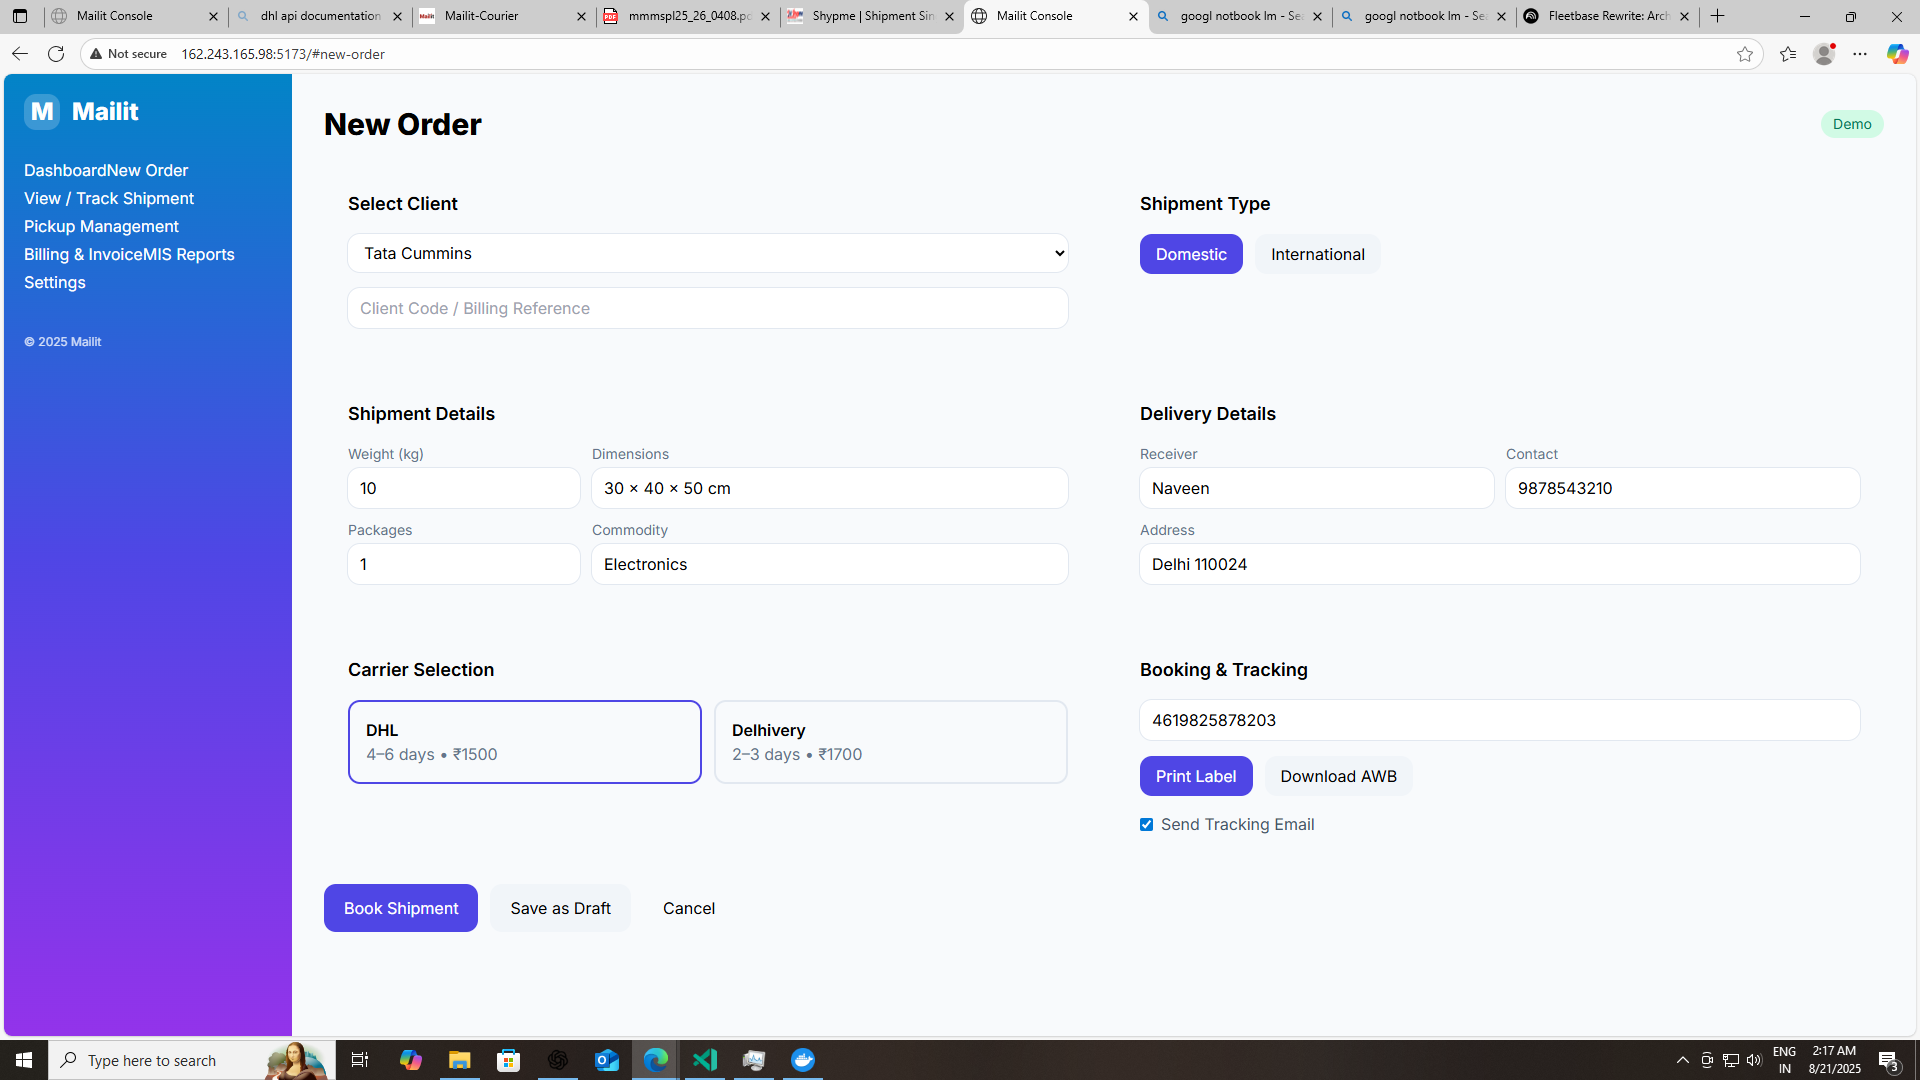 Mailit Console
dhl api documentation
Mailit-Courier
mmmspl25_26_0408.pd
Shypme | Shipment Sin
Mailit Console
googl notbook lm - Sea
googl notbook lm - Sea
Fleetbase Rewrite: Arch
Not secure
162.243.165.98:5173/#new-order
M Mailit
DashboardNew Order
View / Track Shipment
Pickup Management
Billing & InvoiceMIS Reports
Settings
© 2025 Mailit
New Order
Demo
Select Client
Tata Cummins
Client Code / Billing Reference
Shipment Type
Domestic
International
Shipment Details
Weight (kg)
Dimensions
10
30 × 40 × 50 cm
Packages
Commodity
1
Electronics
Delivery Details
Receiver
Contact
Naveen
9878543210
Address
Delhi 110024
Carrier Selection
DHL
4–6 days • ₹1500
Delhivery
2–3 days • ₹1700
Booking & Tracking
4619825878203
Print Label
Download AWB
Send Tracking Email
Book Shipment
Save as Draft
Cancel
Type here to search
ENG
IN
2:17 AM
8/21/2025
3